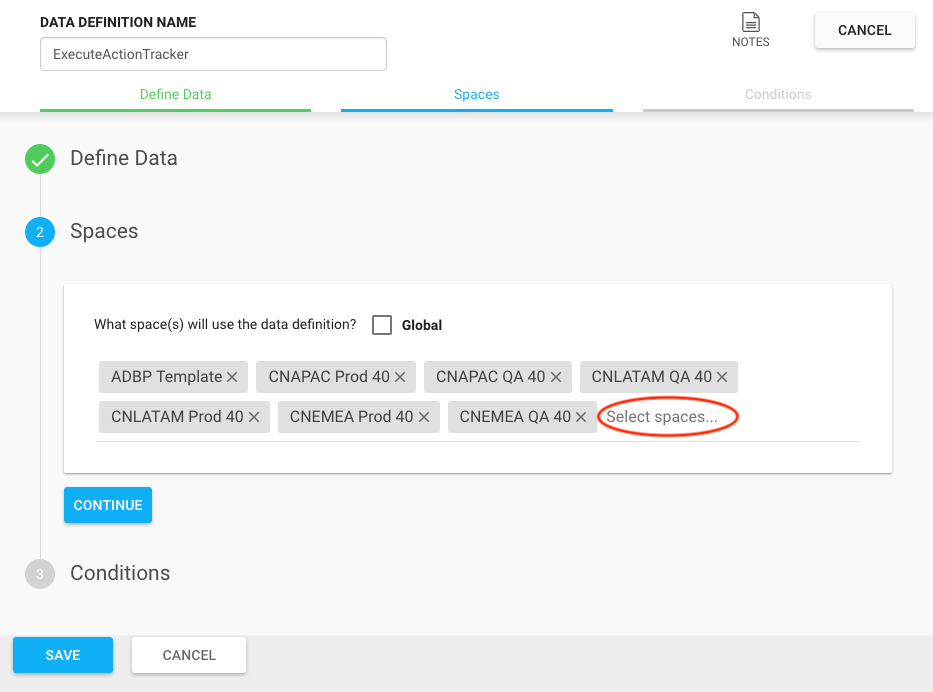 DATA DEFINITION NAME
ExecuteActionTracker
NOTES
CANCEL
Define Data
Spaces
Conditions
Define Data
2
Spaces
What space(s) will use the data definition?
Global
ADBP Template
CNAPAC Prod 40
CNAPAC QA 40
CNLATAM QA 40
CNLATAM Prod 40
CNEMEA Prod 40
CNEMEA QA 40
Select spaces...
CONTINUE
3
Conditions
SAVE
CANCEL